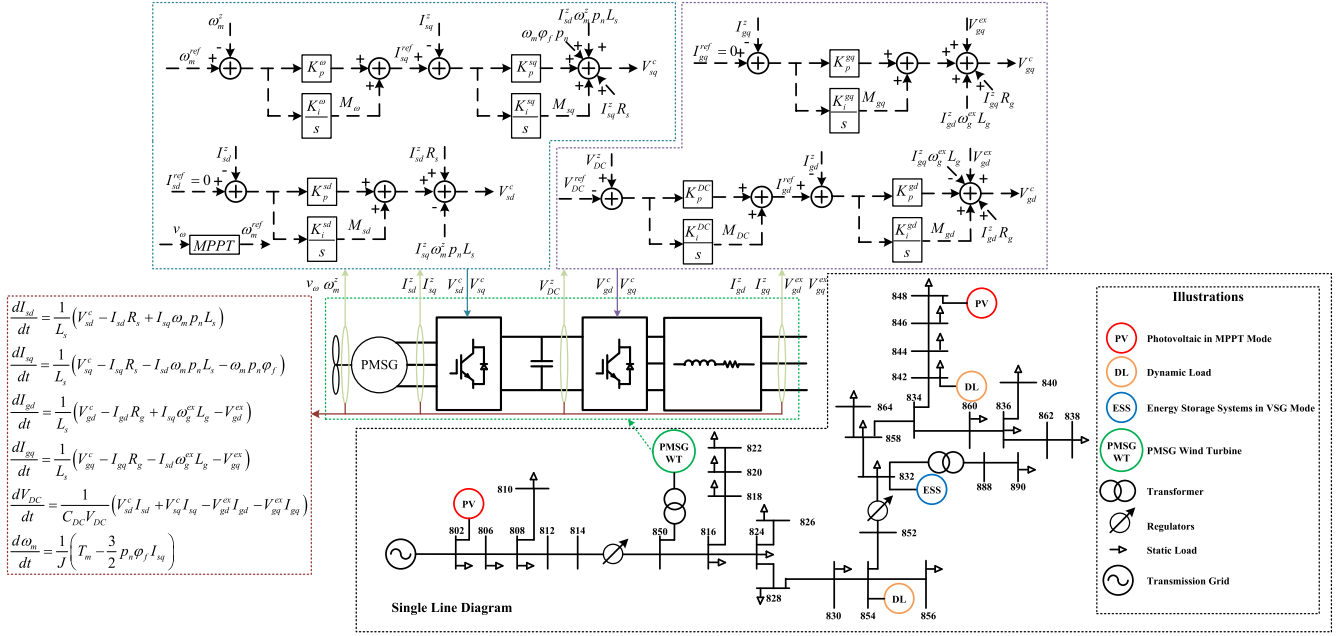 ω_m^z
ω_m^ref
+
-
K_p^ω
K_i^ω
s
M_ω
+
+
I_sq^z
I_sq^ref
+
-
K_p^sq
K_i^sq
s
M_sq
+
+
I_sd^z ω_m^z p_n L_s
ω_m φ_f p_n
+
+
+
+
+
V_sq^c
I_sq^z R_s
I_sd^z
I_sd^ref = 0
+
-
K_p^sd
K_i^sd
s
M_sd
+
+
I_sd^z R_s
+
+
-
V_sd^c
I_sq^z ω_m^z p_n L_s
v_ω
MPPT
ω_m^ref
I_gq^z
I_gq^ref = 0
+
-
K_p^gq
K_i^gq
s
M_gq
+
+
V_gq^ex
+
+
+
+
+
V_gq^c
I_gq^z R_g
I_gd^z ω_g^ex L_g
V_DC^z
V_DC^ref
+
-
K_p^DC
K_i^DC
s
M_DC
+
+
I_gd^z
I_gd^ref
+
-
K_p^gd
K_i^gd
s
M_gd
+
+
I_gq^z ω_g^ex L_g
V_gd^ex
-
+
+
+
+
V_gd^c
I_gd^z R_g
v_ω ω_m^z
I_sd^z I_sq^z
V_sd^c V_sq^c
V_DC^z
V_gd^c V_gq^c
I_gd^z I_gq^z V_gd^ex V_gq^ex
PMSG
dI_sd/dt = 1/L_s (V_sd^c − I_sd R_s + I_sq ω_m p_n L_s)
dI_sq/dt = 1/L_s (V_sq^c − I_sq R_s − I_sd ω_m p_n L_s − ω_m p_n φ_f)
dI_gd/dt = 1/L_s (V_gd^c − I_gd R_g + I_sq ω_g^ex L_g − V_gd^ex)
dI_gq/dt = 1/L_s (V_gq^c − I_gq R_g − I_sd ω_g^ex L_g − V_gq^ex)
dV_DC/dt = 1/(C_DC V_DC) (V_sd^c I_sd + V_sq^c I_sq − V_gd^ex I_gd − V_gq^ex I_gq)
dω_m/dt = 1/J (T_m − 3/2 p_n φ_f I_sq)
848
PV
846
844
842
DL
840
864
834
860
836
862
838
858
832
ESS
888
890
852
PMSG
WT
822
820
818
810
PV
802
806
808
812
814
850
816
824
826
828
830
854
DL
856
Single Line Diagram
Illustrations
PV Photovoltaic in MPPT Mode
DL Dynamic Load
ESS Energy Storage Systems in VSG Mode
PMSG
WT PMSG Wind Turbine
Transformer
Regulators
Static Load
Transmission Grid